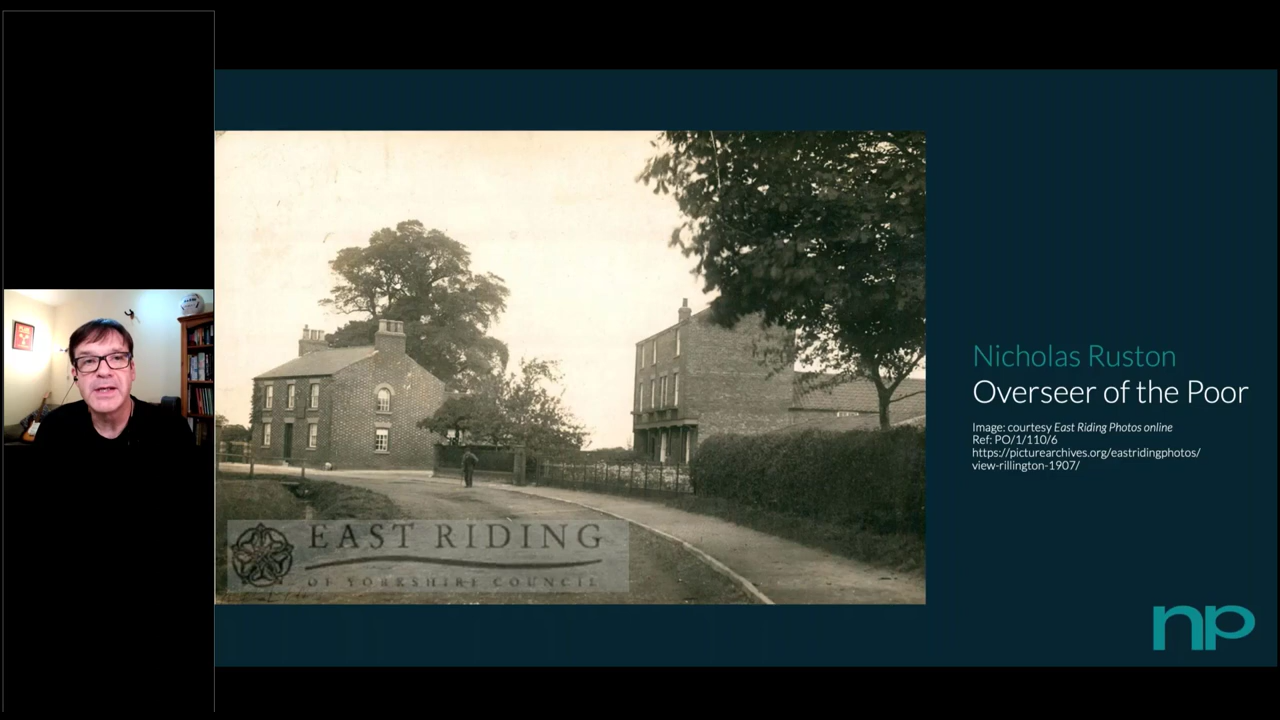 Nicholas Ruston
Overseer of the Poor
Image: courtesy East Riding Photos online
Ref: PO/1/110/6
https://picturearchives.org/eastridingphotos/
view-rillington-1907/
EAST RIDING
OF YORKSHIRE COUNCIL
np